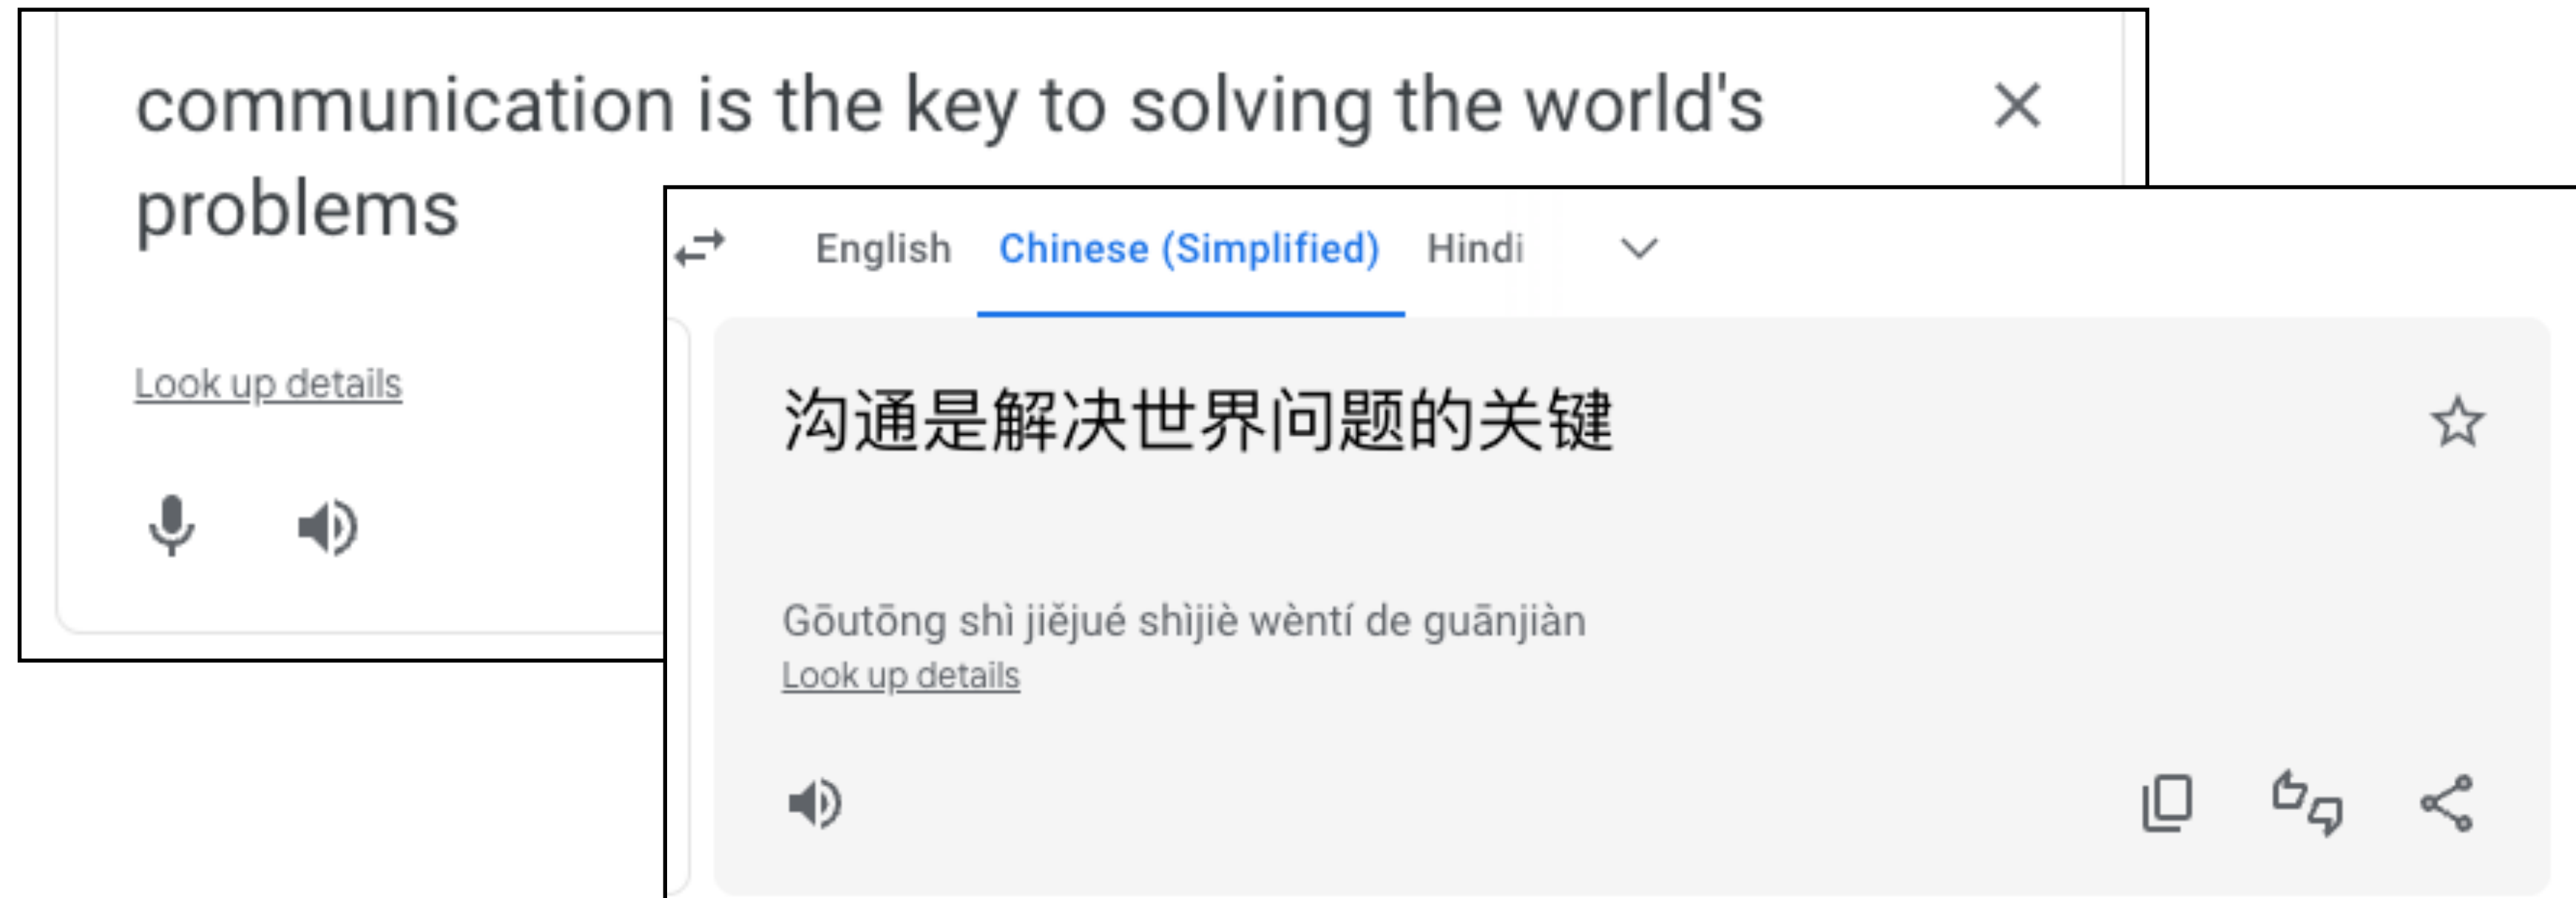 communication is the key to solving the world's
problems
Look up details
English Chinese (Simplified) Hindi
沟通是解决世界问题的关键
Gōutōng shì jiějué shìjiè wèntí de guānjiàn
Look up details